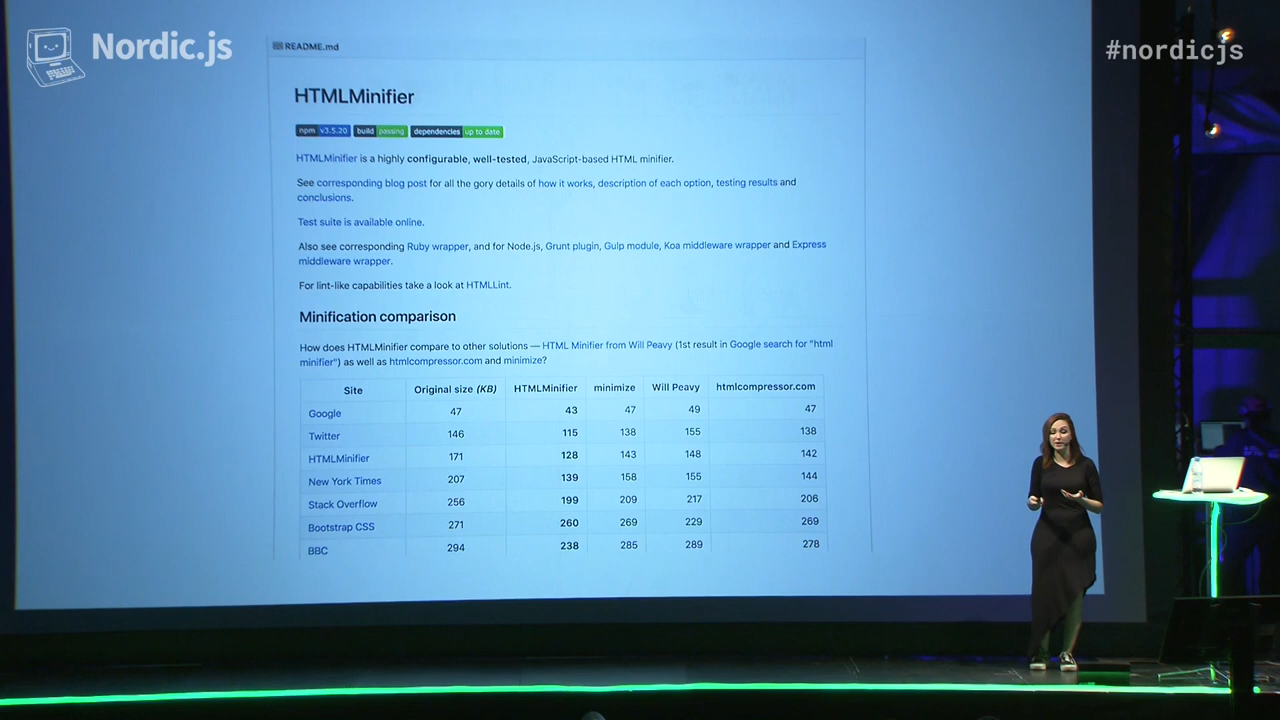 Nordic.js
#nordicjs
README.md
HTMLMinifier
npm v3.5.20 build passing dependencies up to date
HTMLMinifier is a highly configurable, well-tested, JavaScript-based HTML minifier.
See corresponding blog post for all the gory details of how it works, description of each option, testing results and
conclusions.
Test suite is available online.
Also see corresponding Ruby wrapper, and for Node.js, Grunt plugin, Gulp module, Koa middleware wrapper and Express
middleware wrapper.
For lint-like capabilities take a look at HTMLLint.
Minification comparison
How does HTMLMinifier compare to other solutions — HTML Minifier from Will Peavy (1st result in Google search for "html
minifier") as well as htmlcompressor.com and minimize?
Site Original size (KB) HTMLMinifier minimize Will Peavy htmlcompressor.com
Google 47 43 47 49 47
Twitter 146 115 138 155 138
HTMLMinifier 171 128 143 148 142
New York Times 207 139 158 155 144
Stack Overflow 256 199 209 217 206
Bootstrap CSS 271 260 269 229 269
BBC 294 238 285 289 278